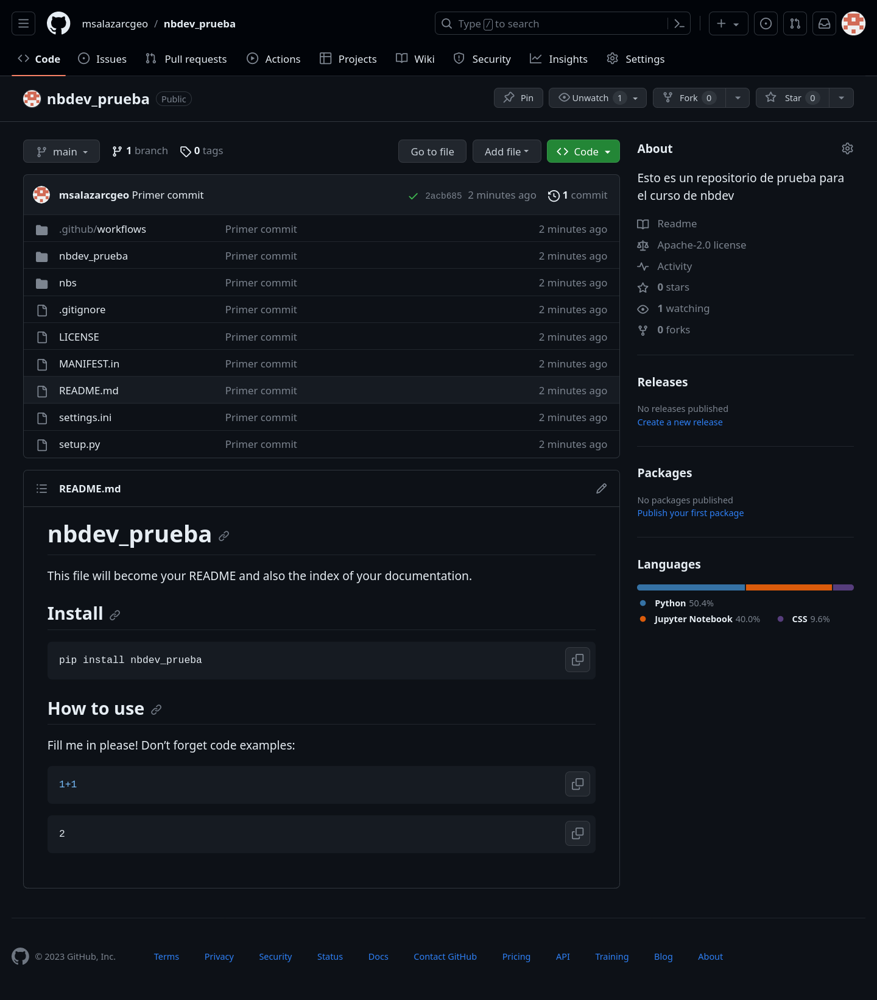 msalazarcgeo / nbdev_prueba
Type / to search
Code Issues Pull requests Actions Projects Wiki Security Insights Settings
nbdev_prueba Public
Pin Unwatch 1 Fork 0 Star 0
main 1 branch 0 tags Go to file Add file Code
msalazarcgeo Primer commit 2acb685 2 minutes ago 1 commit
.github/workflows Primer commit 2 minutes ago
nbdev_prueba Primer commit 2 minutes ago
nbs Primer commit 2 minutes ago
.gitignore Primer commit 2 minutes ago
LICENSE Primer commit 2 minutes ago
MANIFEST.in Primer commit 2 minutes ago
README.md Primer commit 2 minutes ago
settings.ini Primer commit 2 minutes ago
setup.py Primer commit 2 minutes ago
README.md
nbdev_prueba
This file will become your README and also the index of your documentation.
Install
pip install nbdev_prueba
How to use
Fill me in please! Don’t forget code examples:
1+1
2
About
Esto es un repositorio de prueba para
el curso de nbdev
Readme
Apache-2.0 license
Activity
0 stars
1 watching
0 forks
Releases
No releases published
Create a new release
Packages
No packages published
Publish your first package
Languages
Python 50.4%
Jupyter Notebook 40.0% CSS 9.6%
© 2023 GitHub, Inc. Terms Privacy Security Status Docs Contact GitHub Pricing API Training Blog About